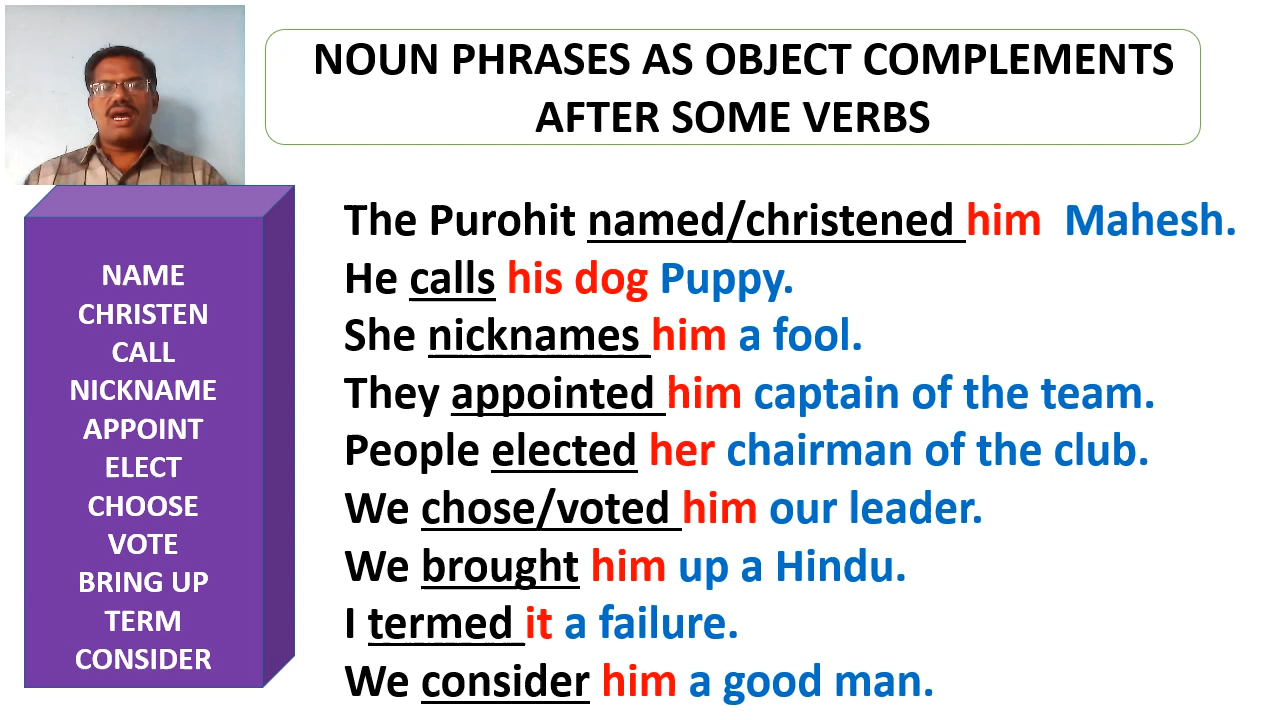 NOUN PHRASES AS OBJECT COMPLEMENTS
AFTER SOME VERBS
NAME
CHRISTEN
CALL
NICKNAME
APPOINT
ELECT
CHOOSE
VOTE
BRING UP
TERM
CONSIDER
The Purohit named/christened him Mahesh.
He calls his dog Puppy.
She nicknames him a fool.
They appointed him captain of the team.
People elected her chairman of the club.
We chose/voted him our leader.
We brought him up a Hindu.
I termed it a failure.
We consider him a good man.